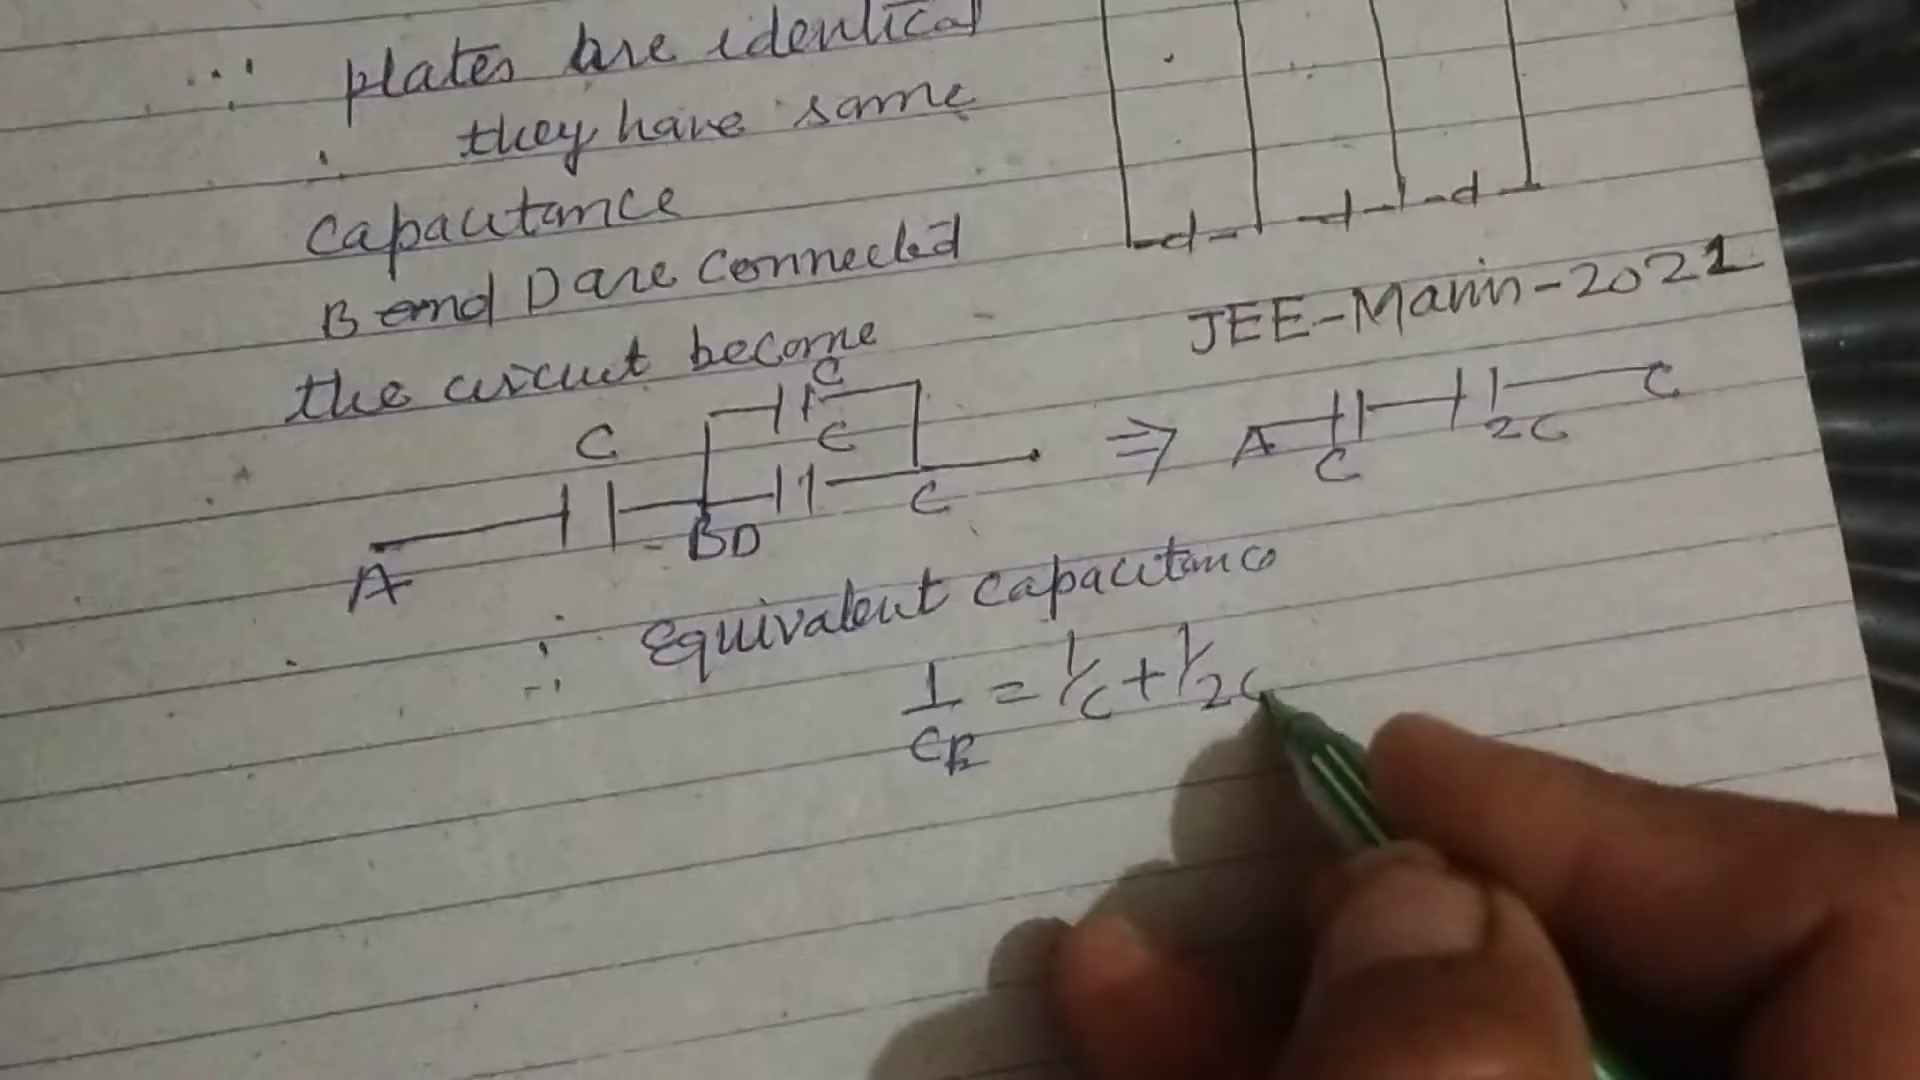 ∵ plates are identical
they have same
capacitance
B and D are connected
the circuit become
d d d
JEE-Main-2021
C C C
A BD C ⇒ A C 2C C
∴ Equivalent capacitance
1/CR = 1/C + 1/2C